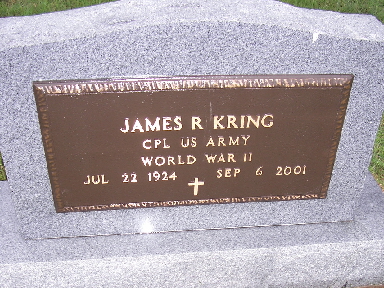 JAMES R KRING
CPL US ARMY
WORLD WAR II
JUL 22 1924 SEP 6 2001